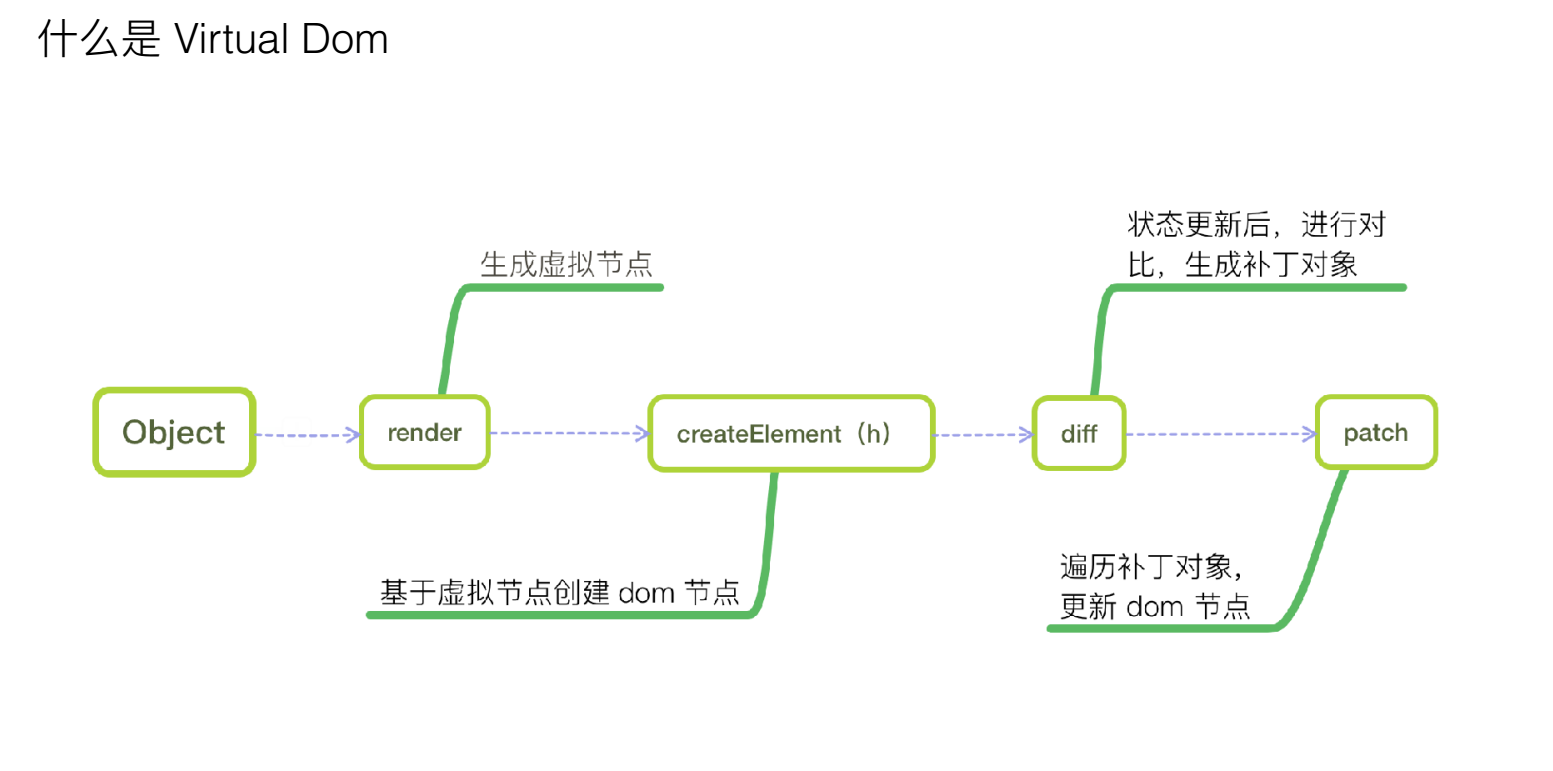 什么是 Virtual Dom
状态更新后，进行对
比，生成补丁对象
生成虚拟节点
Object
render
createElement（h）
diff
patch
基于虚拟节点创建 dom 节点
遍历补丁对象，
更新 dom 节点